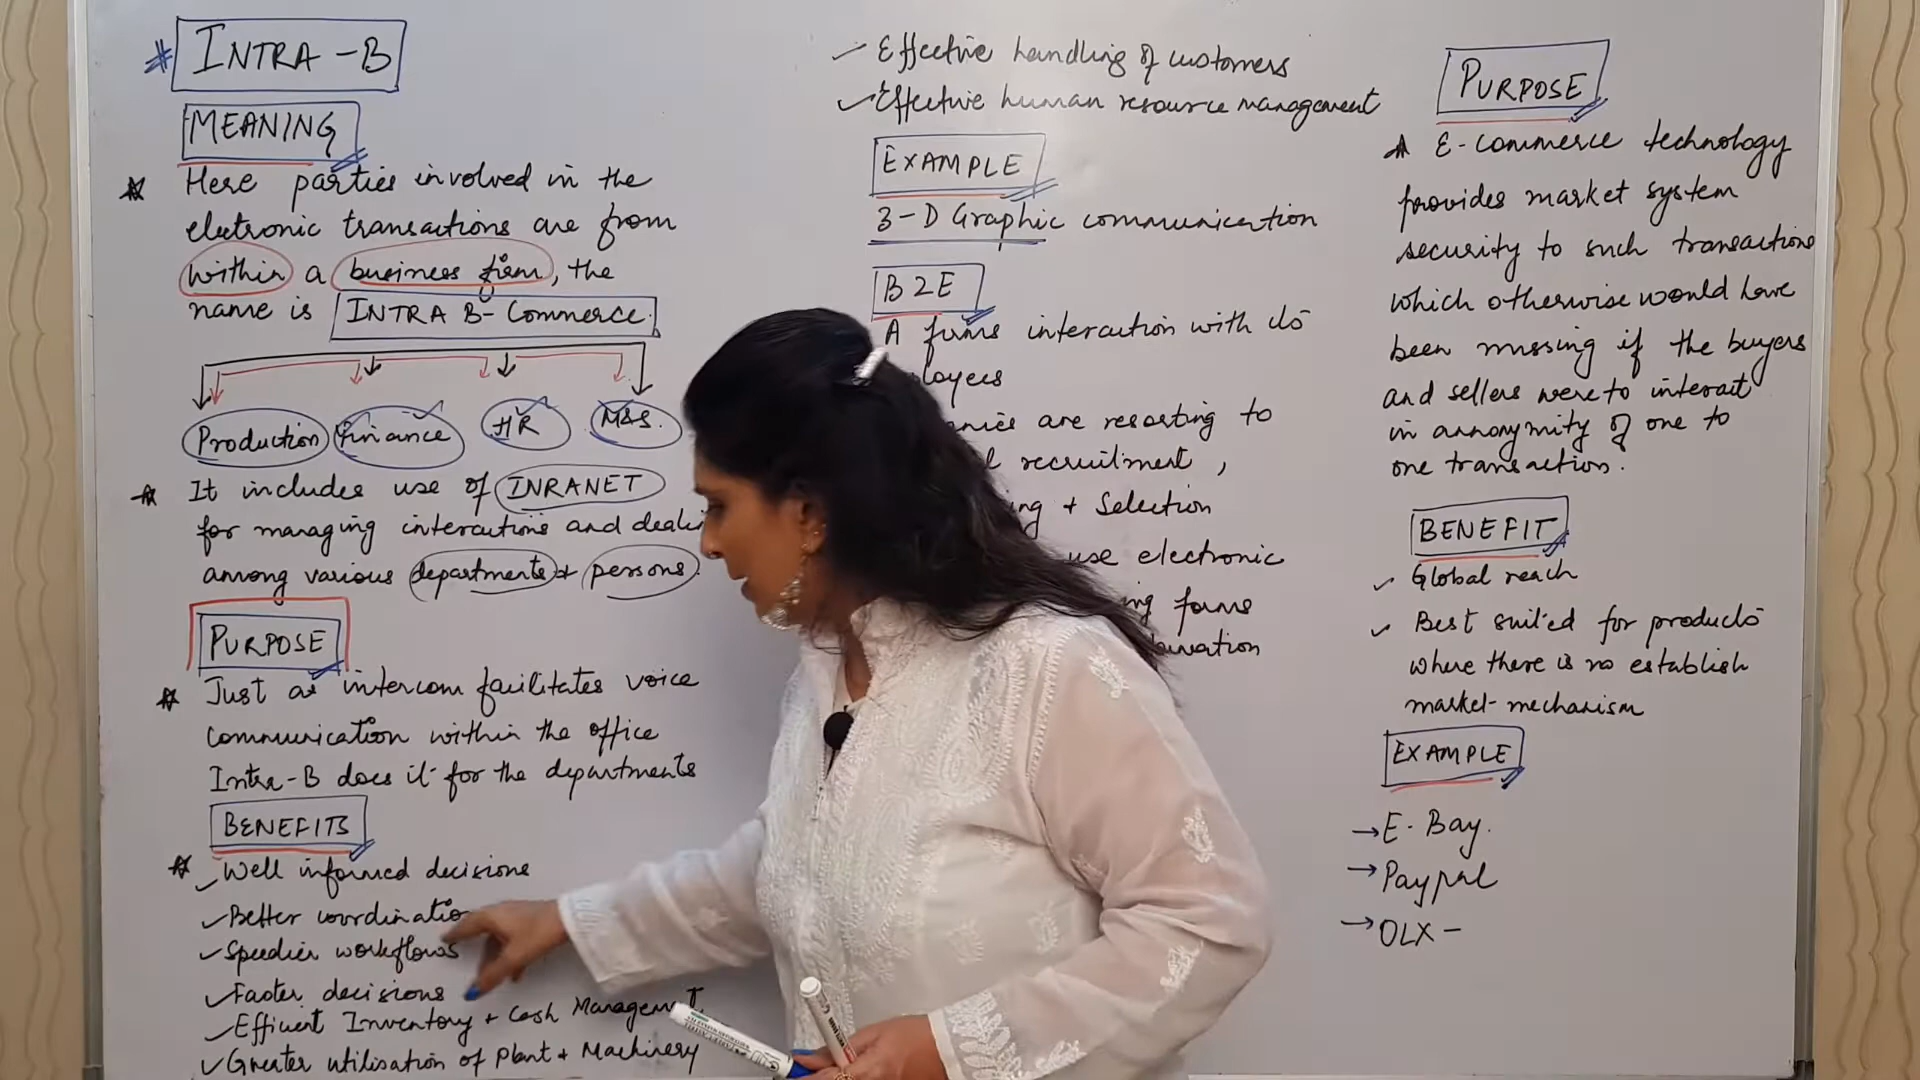 # INTRA-B
MEANING
Here parties involved in the
electronic transactions are from
within a business firm, the
name is INTRA B-Commerce.
Production Finance HR M&S.
It includes use of INRANET
for managing interactions and
among various departments & persons.
PURPOSE
Just as intercom facilitates voice
communication within the office
Intra-B does it for the departments
BENEFITS
Well informed decisions
Better
Speedier workflows
Faster decisions
Efficient Inventory + Cash
Greater utilisation of Plant + Machinery
Effective handling of customers
Effective human resource management
EXAMPLE
3-D Graphic communication
B2E
A firms interaction with its
are resorting to
recruitment,
+ Selection
use electronic
forms
PURPOSE
E-commerce technology
provides market system
security to such transactions
which otherwise would have
been missing if the buyers
and sellers were to interact
in annonymity of one to
one transaction.
BENEFIT
Global reach
Best suited for products
where there is no establish
market-mechanism
EXAMPLE
→ E-Bay.
→ Paypal
→ OLX-